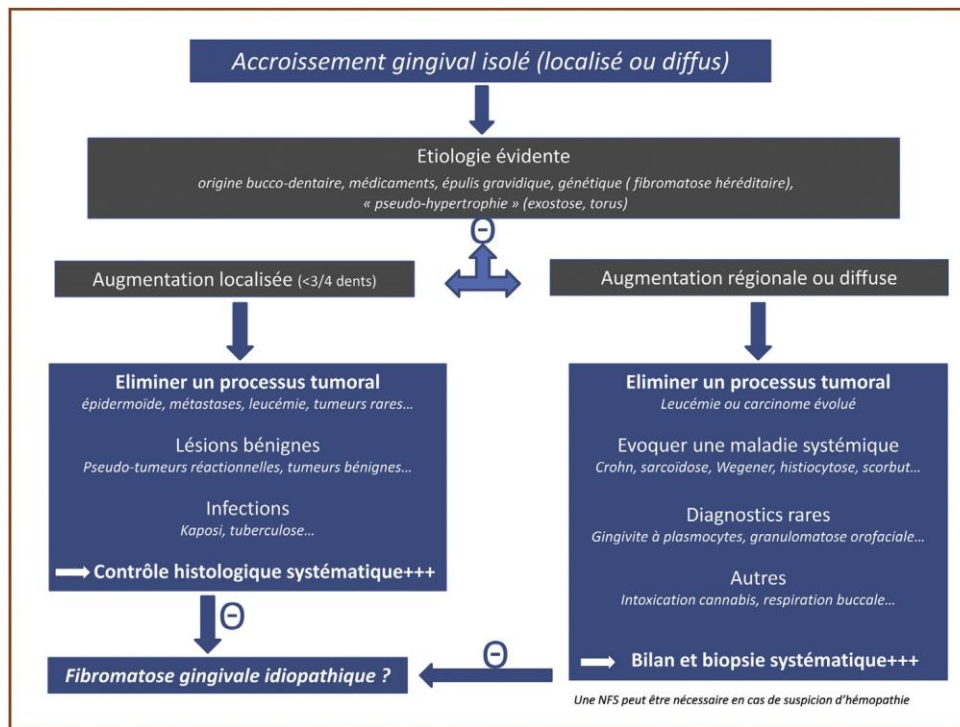 Accroissement gingival isolé (localisé ou diffus)
Etiologie évidente
origine bucco-dentaire, médicaments, épulis gravidique, génétique ( fibromatose héréditaire),
« pseudo-hypertrophie » (exostose, torus)
Θ
Augmentation localisée (<3/4 dents)
Eliminer un processus tumoral
épidermoïde, métastases, leucémie, tumeurs rares…
Lésions bénignes
Pseudo-tumeurs réactionnelles, tumeurs bénignes…
Infections
Kaposi, tuberculose…
Contrôle histologique systématique+++
Θ
Augmentation régionale ou diffuse
Eliminer un processus tumoral
Leucémie ou carcinome évolué
Evoquer une maladie systémique
Crohn, sarcoïdose, Wegener, histiocytose, scorbut…
Diagnostics rares
Gingivite à plasmocytes, granulomatose orofaciale…
Autres
Intoxication cannabis, respiration buccale…
Bilan et biopsie systématique+++
Θ
Fibromatose gingivale idiopathique ?
Une NFS peut être nécessaire en cas de suspicion d’hémopathie